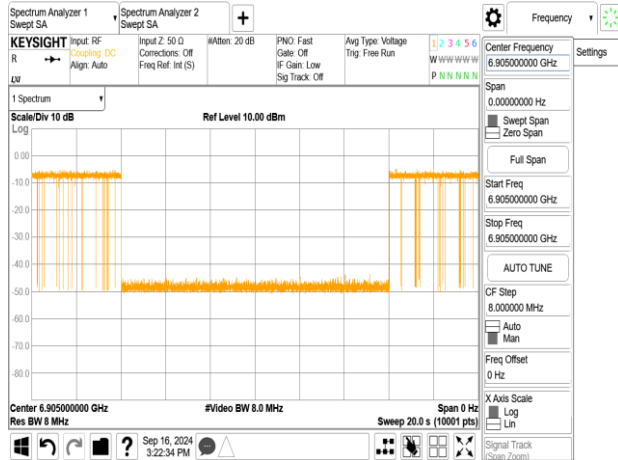 Spectrum Analyzer 1
Swept SA
Spectrum Analyzer 2
Swept SA
+
Frequency
KEYSIGHT
R
LXI
Input: RF
Coupling: DC
Align: Auto
Input Z: 50 Ω
Corrections: Off
Freq Ref: Int (S)
#Atten: 20 dB
PNO: Fast
Gate: Off
IF Gain: Low
Sig Track: Off
Avg Type: Voltage
Trig: Free Run
1 2 3 4 5 6
W W W W W W
P N N N N N
1 Spectrum
Scale/Div 10 dB
Ref Level 10.00 dBm
Log
0.00
-10.0
-20.0
-30.0
-40.0
-50.0
-60.0
-70.0
-80.0
Center 6.905000000 GHz
#Video BW 8.0 MHz
Span 0 Hz
Res BW 8 MHz
Sweep 20.0 s (10001 pts)
?
Sep 16, 2024
3:22:34 PM
Center Frequency
6.905000000 GHz
Span
0.00000000 Hz
Swept Span
Zero Span
Full Span
Start Freq
6.905000000 GHz
Stop Freq
6.905000000 GHz
AUTO TUNE
CF Step
8.000000 MHz
Auto
Man
Freq Offset
0 Hz
X Axis Scale
Log
Lin
Signal Track
(Span Zoom)
Settings